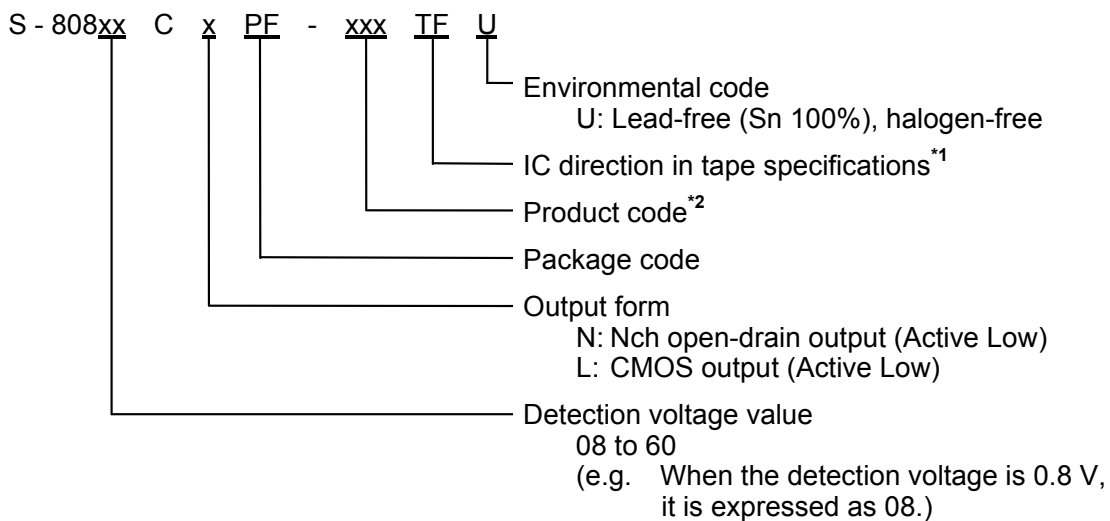 S - 808xx C x PF - xxx TF U
Environmental code
U: Lead-free (Sn 100%), halogen-free
IC direction in tape specifications*1
Product code*2
Package code
Output form
N: Nch open-drain output (Active Low)
L: CMOS output (Active Low)
Detection voltage value
08 to 60
(e.g. When the detection voltage is 0.8 V,
it is expressed as 08.)